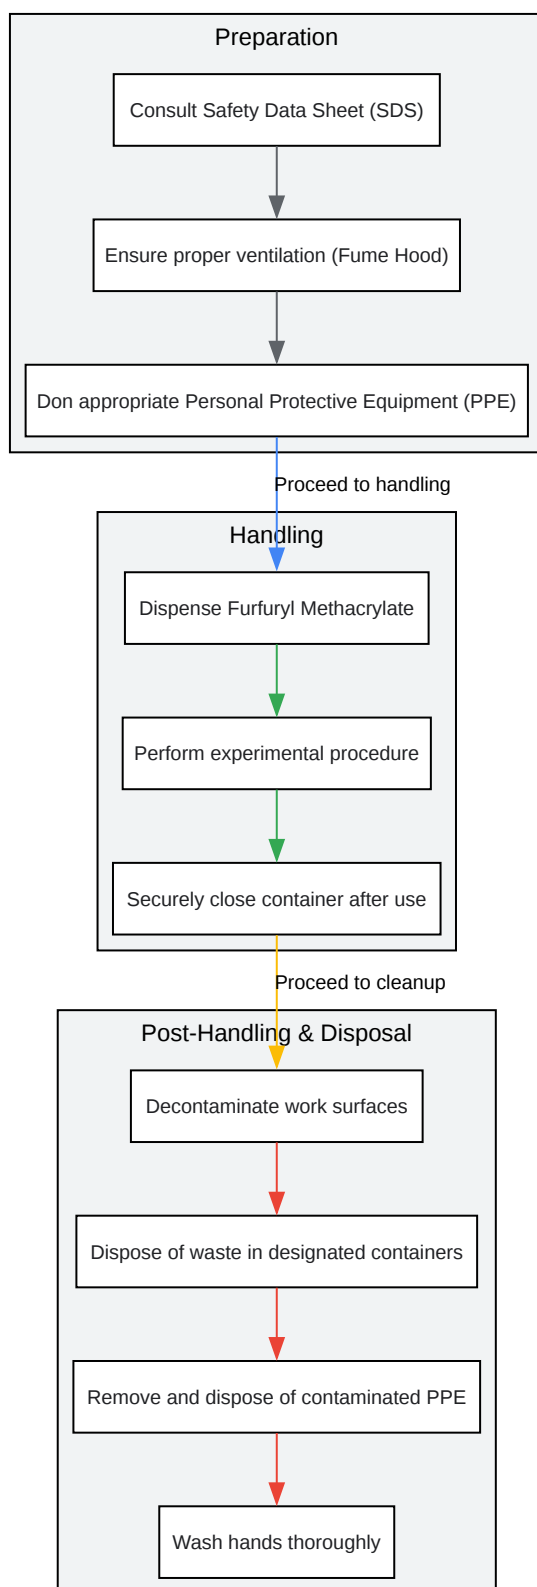 Preparation
Consult Safety Data Sheet (SDS)
Ensure proper ventilation (Fume Hood)
Don appropriate Personal Protective Equipment (PPE)
Proceed to handling
Handling
Dispense Furfuryl Methacrylate
Perform experimental procedure
Securely close container after use
Proceed to cleanup
Post-Handling & Disposal
Decontaminate work surfaces
Dispose of waste in designated containers
Remove and dispose of contaminated PPE
Wash hands thoroughly